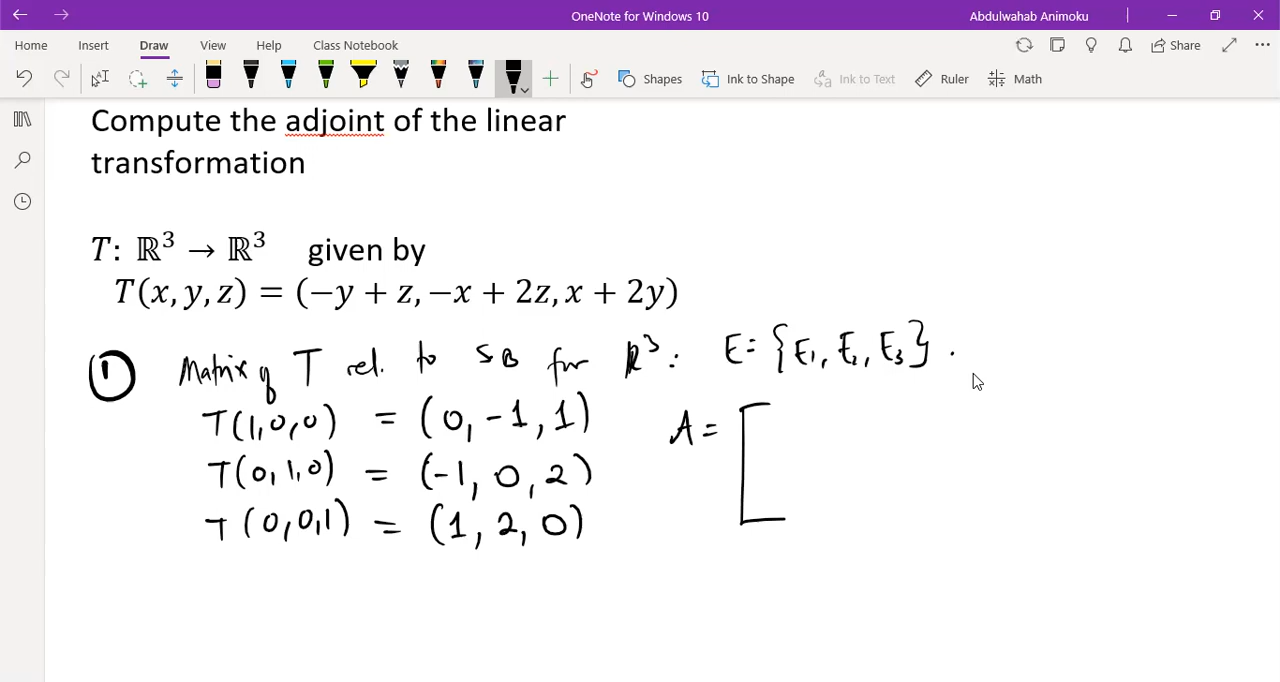 OneNote for Windows 10
Abdulwahab Animoku
Home Insert Draw View Help Class Notebook Share
Shapes Ink to Shape Ink to Text Ruler Math
Compute the adjoint of the linear
transformation
T: ℝ³ → ℝ³ given by
T(x, y, z) = (−y + z, −x + 2z, x + 2y)
① Matrix of T rel. to SB for ℝ³: E = {E₁, E₂, E₃}.
T(1,0,0) = (0, -1, 1) A = [
T(0,1,0) = (-1, 0, 2)
T(0,0,1) = (1, 2, 0)